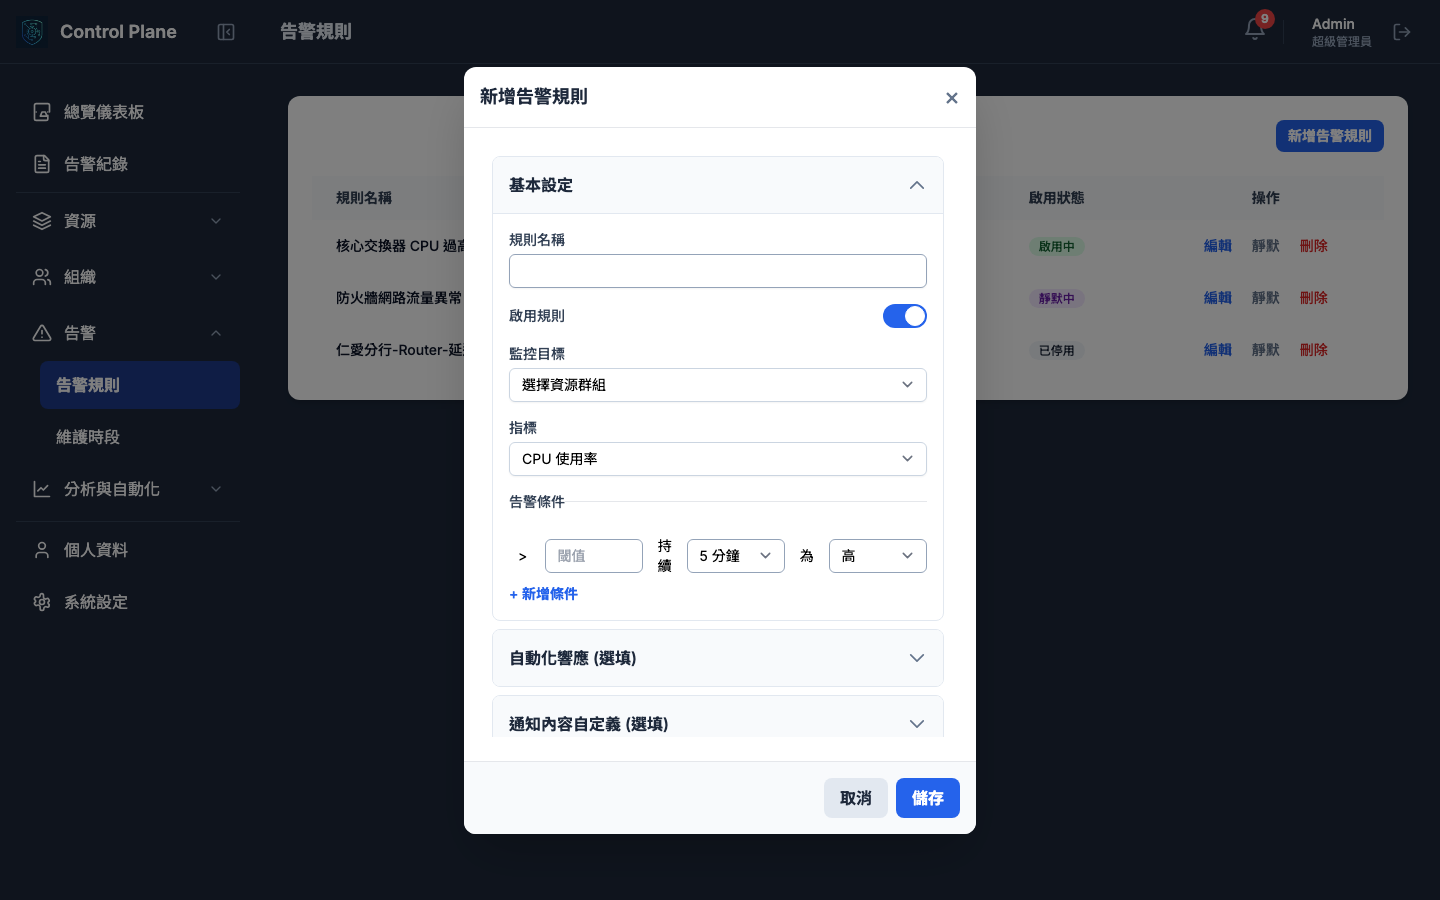 Control Plane
告警規則
9
Admin
超級管理員
總覽儀表板
告警紀錄
資源
組織
告警
告警規則
維護時段
分析與自動化
個人資料
系統設定
新增告警規則
規則名稱
啟用狀態
操作
核心交換器 CPU 過高
啟用中
編輯
靜默
刪除
防火牆網路流量異常
靜默中
編輯
靜默
刪除
仁愛分行-Router-延
已停用
編輯
靜默
刪除
新增告警規則
基本設定
規則名稱
啟用規則
監控目標
選擇資源群組
指標
CPU 使用率
告警條件
>
閾值
持續
5 分鐘
為
高
+ 新增條件
自動化響應 (選填)
通知內容自定義 (選填)
取消
儲存